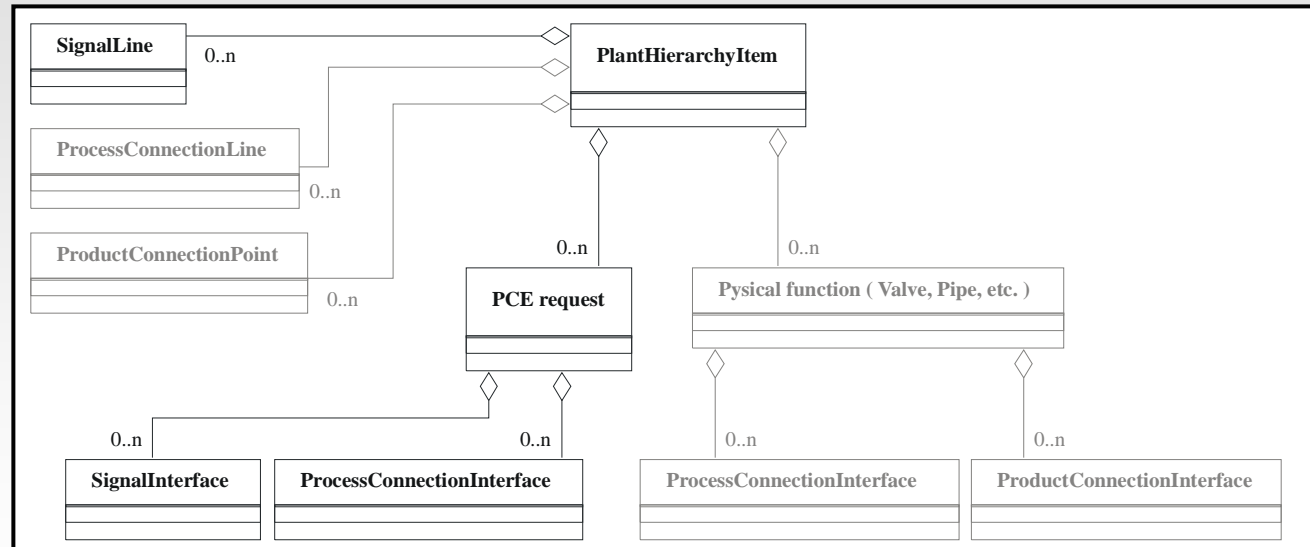 SignalLine
0..n
PlantHierarchyItem
ProcessConnectionLine
0..n
ProductConnectionPoint
0..n
0..n
0..n
PCE request
Pysical function ( Valve, Pipe, etc. )
0..n
0..n
0..n
0..n
SignalInterface
ProcessConnectionInterface
ProcessConnectionInterface
ProductConnectionInterface